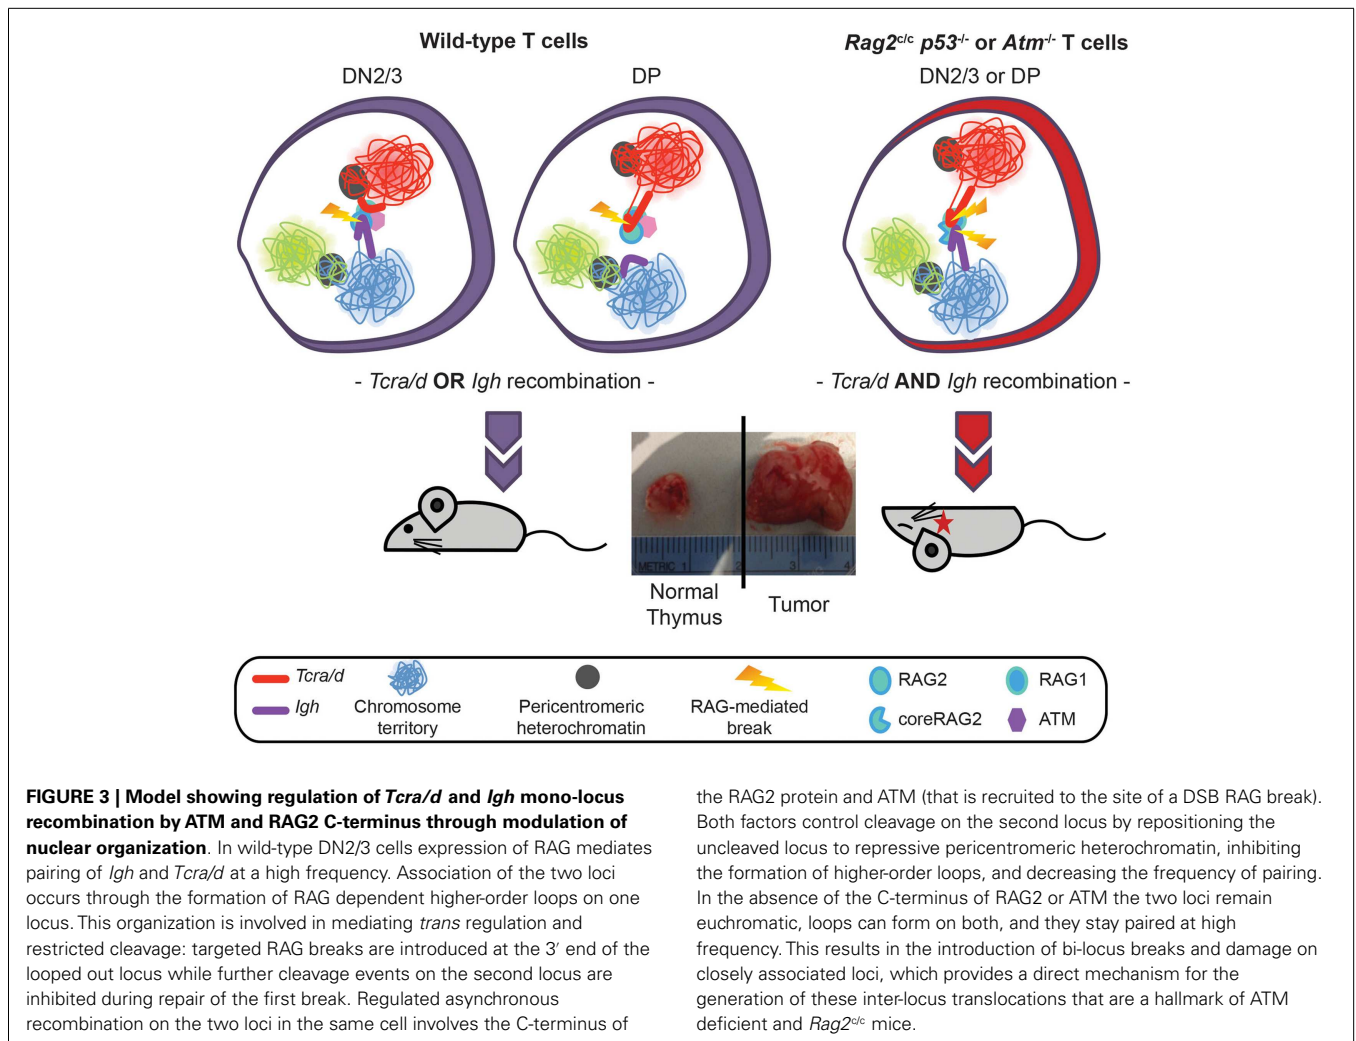 Wild-type T cells
Rag2c/c p53-/- or Atm-/- T cells
DN2/3
DP
DN2/3 or DP
- Tcra/d OR Igh recombination -
- Tcra/d AND Igh recombination -
METRIC 1 2 3 4
Normal
Thymus
Tumor
Tcra/d
Igh
Chromosome
territory
Pericentromeric
heterochromatin
RAG-mediated
break
RAG2
RAG1
coreRAG2
ATM
FIGURE 3 | Model showing regulation of Tcra/d and Igh mono-locus
recombination by ATM and RAG2 C-terminus through modulation of
nuclear organization. In wild-type DN2/3 cells expression of RAG mediates
pairing of Igh and Tcra/d at a high frequency. Association of the two loci
occurs through the formation of RAG dependent higher-order loops on one
locus. This organization is involved in mediating trans regulation and
restricted cleavage: targeted RAG breaks are introduced at the 3′ end of the
looped out locus while further cleavage events on the second locus are
inhibited during repair of the first break. Regulated asynchronous
recombination on the two loci in the same cell involves the C-terminus of
the RAG2 protein and ATM (that is recruited to the site of a DSB RAG break).
Both factors control cleavage on the second locus by repositioning the
uncleaved locus to repressive pericentromeric heterochromatin, inhibiting
the formation of higher-order loops, and decreasing the frequency of pairing.
In the absence of the C-terminus of RAG2 or ATM the two loci remain
euchromatic, loops can form on both, and they stay paired at high
frequency. This results in the introduction of bi-locus breaks and damage on
closely associated loci, which provides a direct mechanism for the
generation of these inter-locus translocations that are a hallmark of ATM
deficient and Rag2c/c mice.